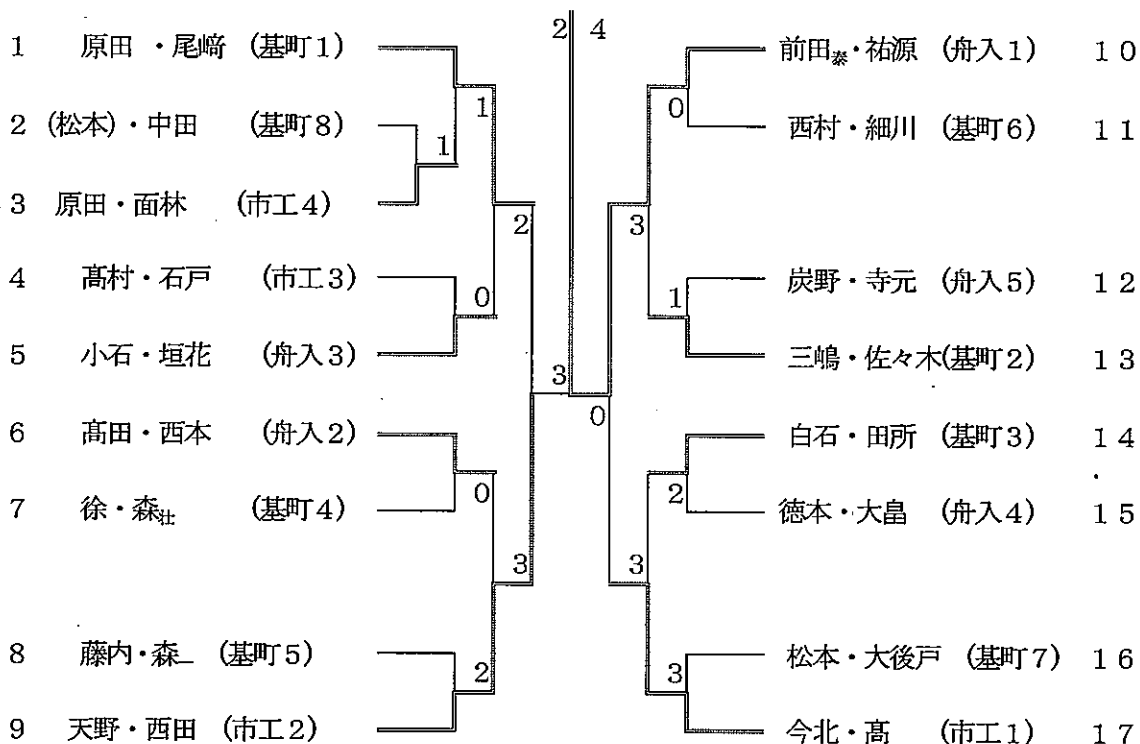 2 4
1 原田・尾﨑 (基町1)
2 (松本)・中田 (基町8)
3 原田・面林 (市工4)
4 髙村・石戸 (市工3)
5 小石・垣花 (舟入3)
6 髙田・西本 (舟入2)
7 徐・森壮 (基町4)
8 藤内・森一 (基町5)
9 天野・西田 (市工2)
1
1
0
2
0
2
3
3
0
0
3
1
2
3
3
前田泰・祐源 (舟入1) 10
西村・細川 (基町6) 11
炭野・寺元 (舟入5) 12
三嶋・佐々木(基町2) 13
白石・田所 (基町3) 14
徳本・大畠 (舟入4) 15
松本・大後戸 (基町7) 16
今北・髙 (市工1) 17